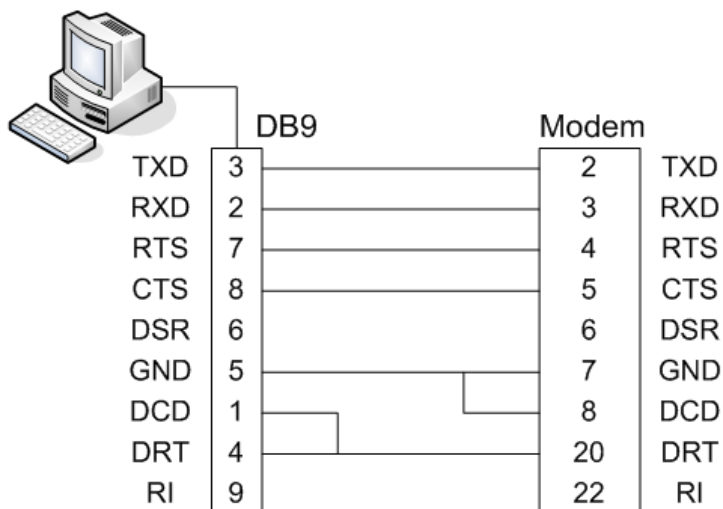 DB9 Modem
TXD 3 2 TXD
RXD 2 3 RXD
RTS 7 4 RTS
CTS 8 5 CTS
DSR 6 6 DSR
GND 5 7 GND
DCD 1 8 DCD
DRT 4 20 DRT
RI 9 22 RI